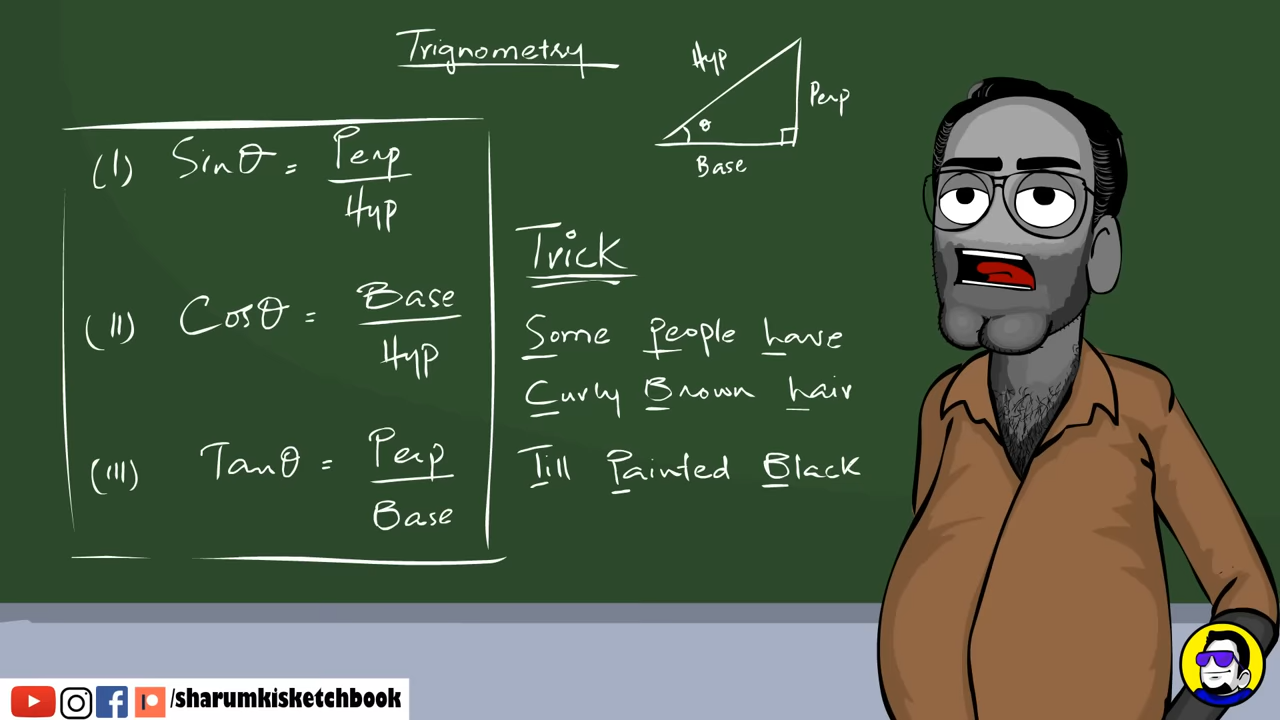 Trignometry
Hyp
Perp
θ
Base
(I) Sinθ = Perp
Hyp
(II) Cosθ = Base
Hyp
(III) Tanθ = Perp
Base
Trick
Some People have
Curly Brown hair
Till Painted Black
/sharumkisketchbook